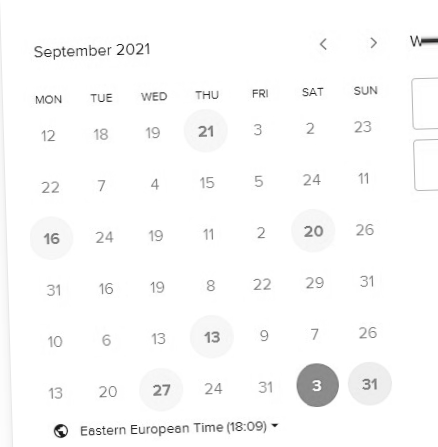 September 2021
MON TUE WED THU FRI SAT SUN
12 18 19 21 3 2 23
22 7 4 15 5 24 11
16 24 19 11 2 20 26
31 16 19 8 22 29 31
10 6 13 13 9 7 26
13 20 27 24 31 3 31
Eastern European Time (18:09)